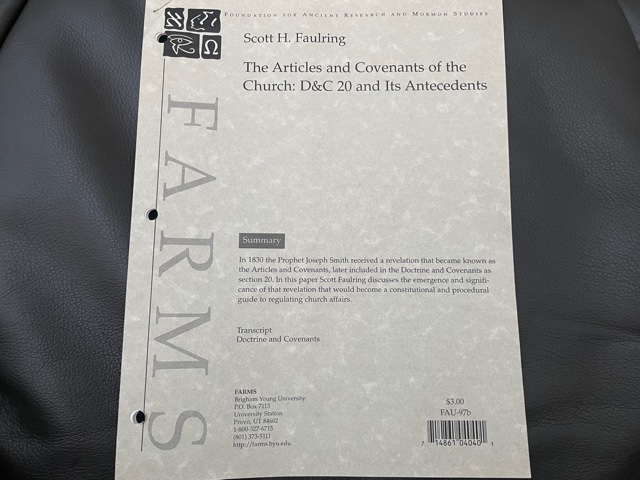 FOUNDATION FOR ANCIENT RESEARCH AND MORMON STUDIES
Scott H. Faulring
The Articles and Covenants of the
Church: D&C 20 and Its Antecedents
FARMS
Summary
In 1830 the Prophet Joseph Smith received a revelation that became known as
the Articles and Covenants, later included in the Doctrine and Covenants as
section 20. In this paper Scott Faulring discusses the emergence and signifi-
cance of that revelation that would become a constitutional and procedural
guide to regulating church affairs.
Transcript
Doctrine and Covenants
FARMS
Brigham Young University
P.O. Box 7113
University Station
Provo, UT 84602
1-800-327-6715
(801) 373-5111
http://farms.byu.edu
$3.00
FAU-97b
7 14861 04040 1